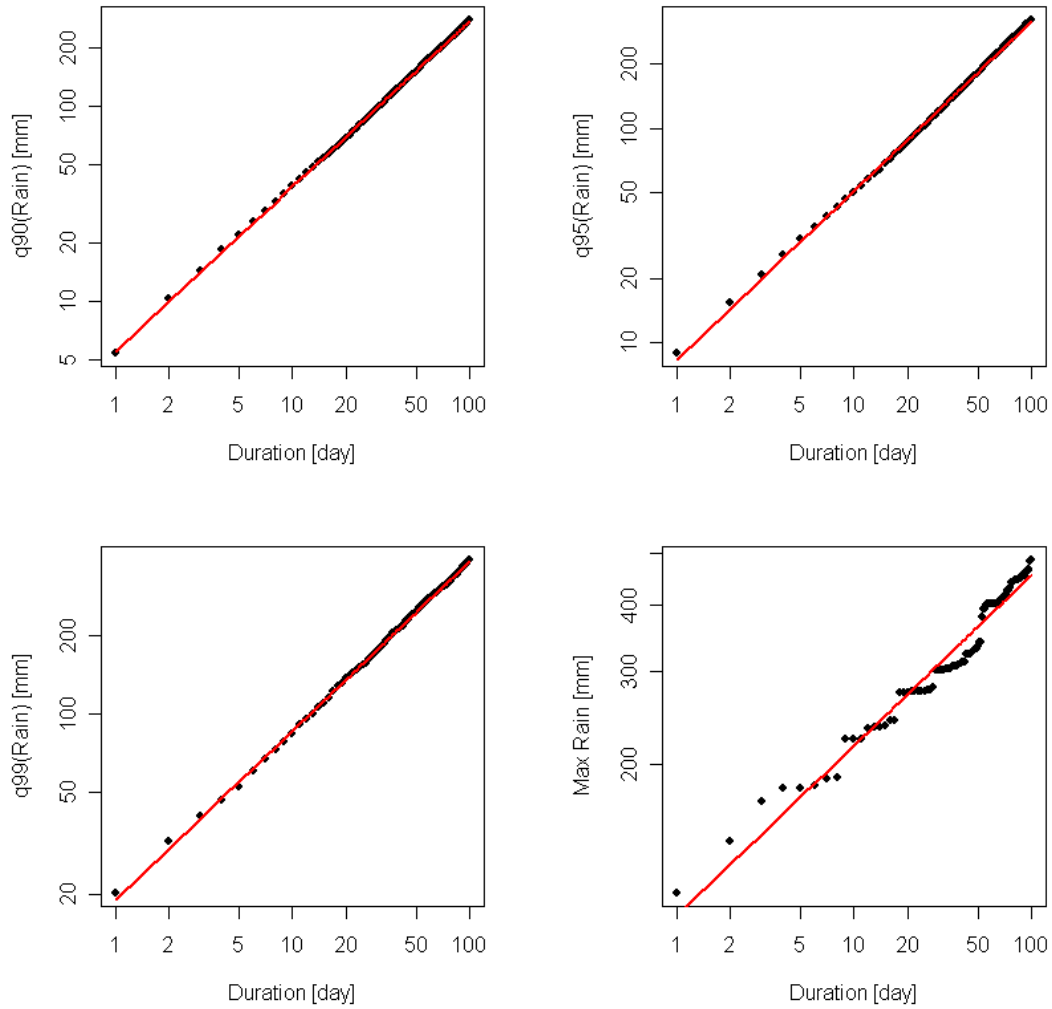 q90(Rain) [mm]
200
100
50
20
10
5
1 2 5 10 20 50 100
Duration [day]
q95(Rain) [mm]
200
100
50
20
10
1 2 5 10 20 50 100
Duration [day]
q99(Rain) [mm]
200
100
50
20
1 2 5 10 20 50 100
Duration [day]
Max Rain [mm]
400
300
200
1 2 5 10 20 50 100
Duration [day]